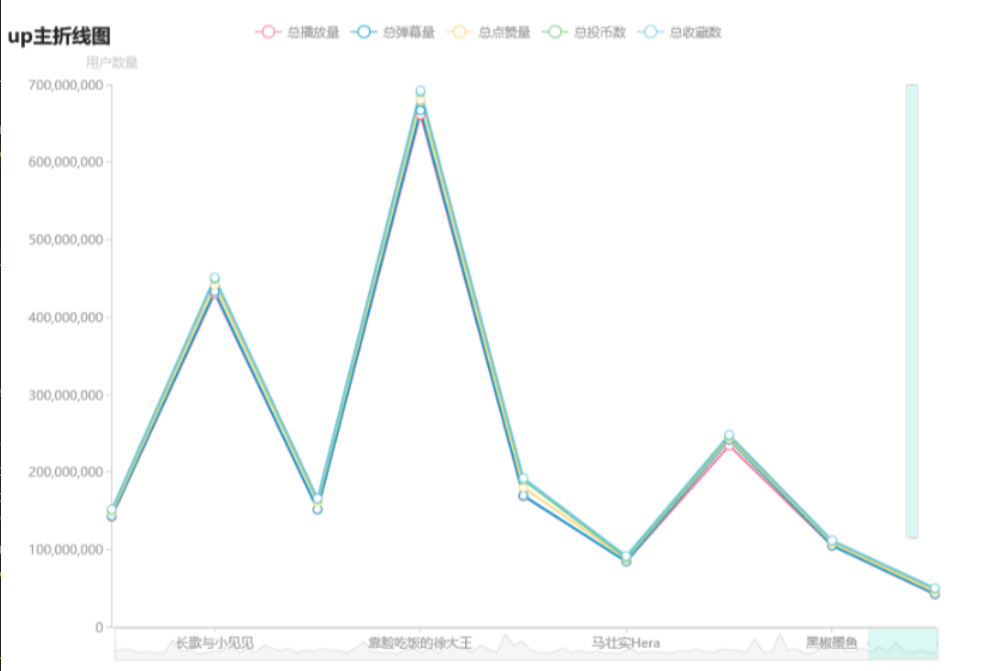 up主折线图
总播放量 总弹幕量 总点赞量 总投币数 总收藏数
用户数量
700,000,000
600,000,000
500,000,000
400,000,000
300,000,000
200,000,000
100,000,000
0
长歌与小见见 靠脸吃饭的徐大王 马壮实Hera 黑椒墨鱼